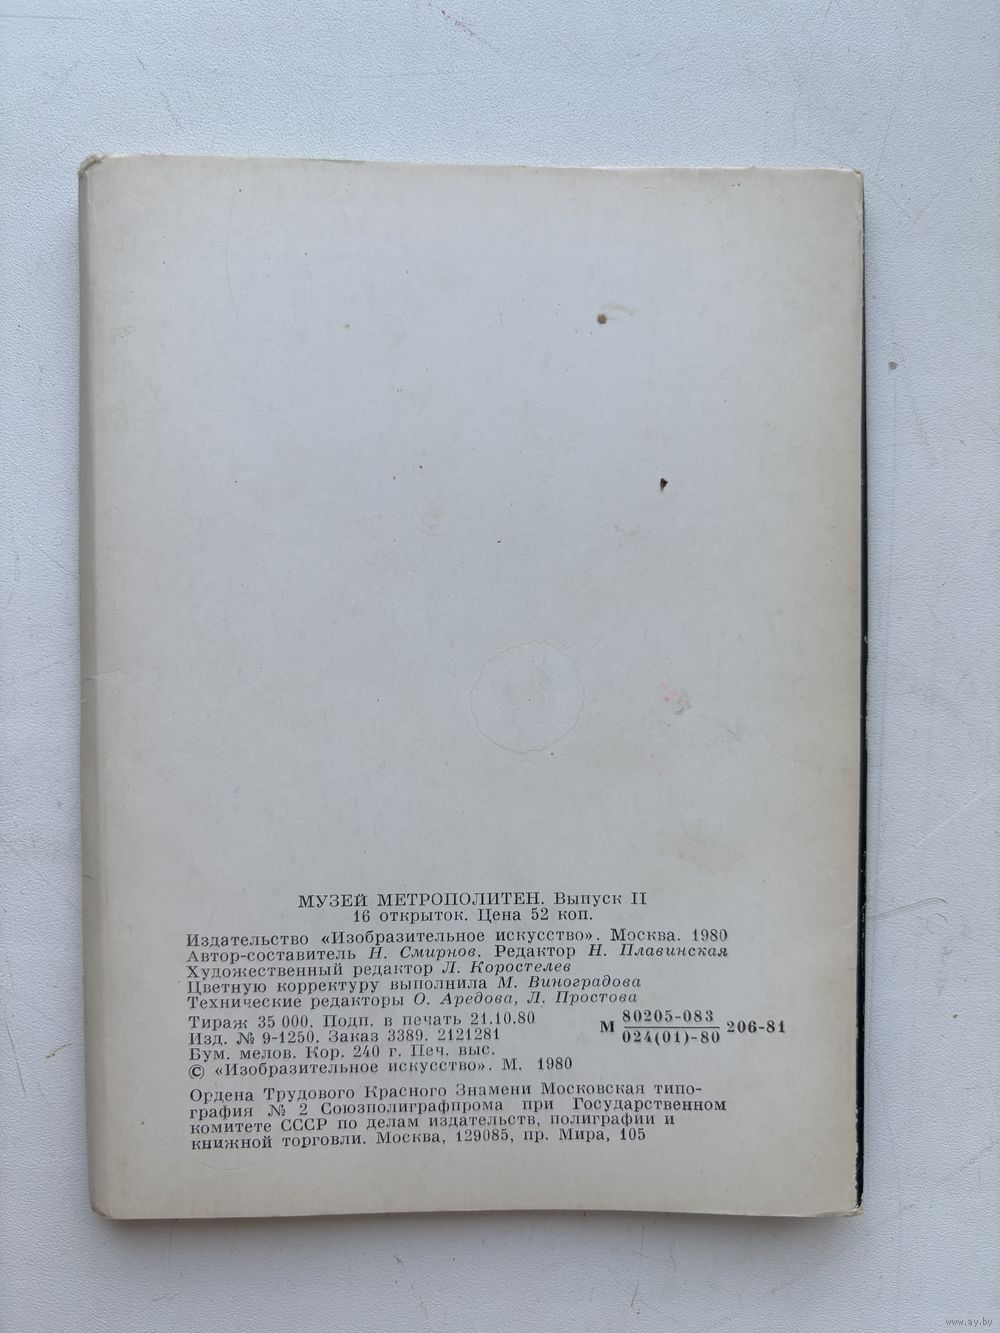 МУЗЕЙ МЕТРОПОЛИТЕН. Выпуск II
16 открыток. Цена 52 коп.
Издательство «Изобразительное искусство». Москва. 1980
Автор-составитель Н. Смирнов. Редактор Н. Плавинская
Художественный редактор Л. Коростелев
Цветную корректуру выполнила М. Виноградова
Технические редакторы О. Аредова, Л. Простова
Тираж 35 000. Подп. в печать 21.10.80
Изд. № 9-1250. Заказ 3389. 2121281
Бум. мелов. Кор. 240 г. Печ. выс.
© «Изобразительное искусство». М. 1980
М 80205-083
024(01)-80 206-81
Ордена Трудового Красного Знамени Московская типо-
графия № 2 Союзполиграфпрома при Государственном
комитете СССР по делам издательств, полиграфии и
книжной торговли. Москва, 129085, пр. Мира, 105
www.ay.by